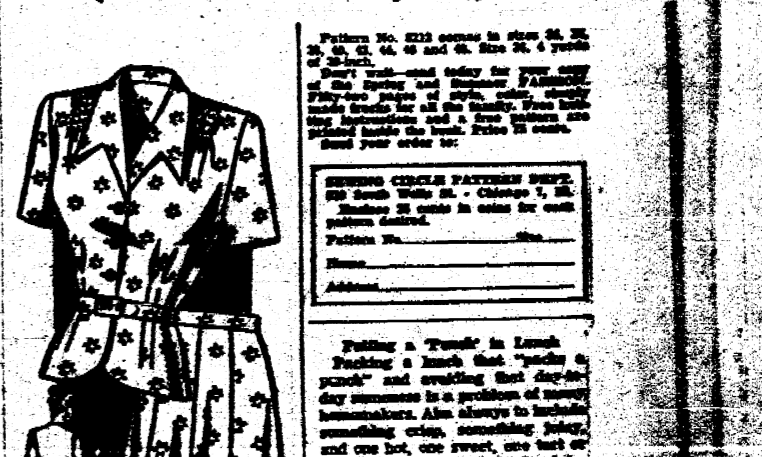 Pattern No. 8212 comes in sizes 34, 36,
38, 40, 42, 44, 46 and 48. Size 36, 4 yards
of 39-inch.
Don't wait—send today for your copy
of the Spring and Summer FASHION.
Fifty-two pages of style, color, simply
made frocks for all the family. Free knit-
ting instructions and a free pattern are
printed inside the book. Price 25 cents.
Send your order to:
SEWING CIRCLE PATTERN DEPT.
530 South Wells St. - Chicago 7, Ill.
Enclose 25 cents in coins for each
pattern desired.
Pattern No. Size
Name
Address
Putting a 'Punch' in Lunch
Packing a lunch that "packs a
punch" and avoiding that day-to-
day sameness is a problem of many
homemakers. Aim always to include
something crisp, something juicy,
and one hot, one sweet, one tart or